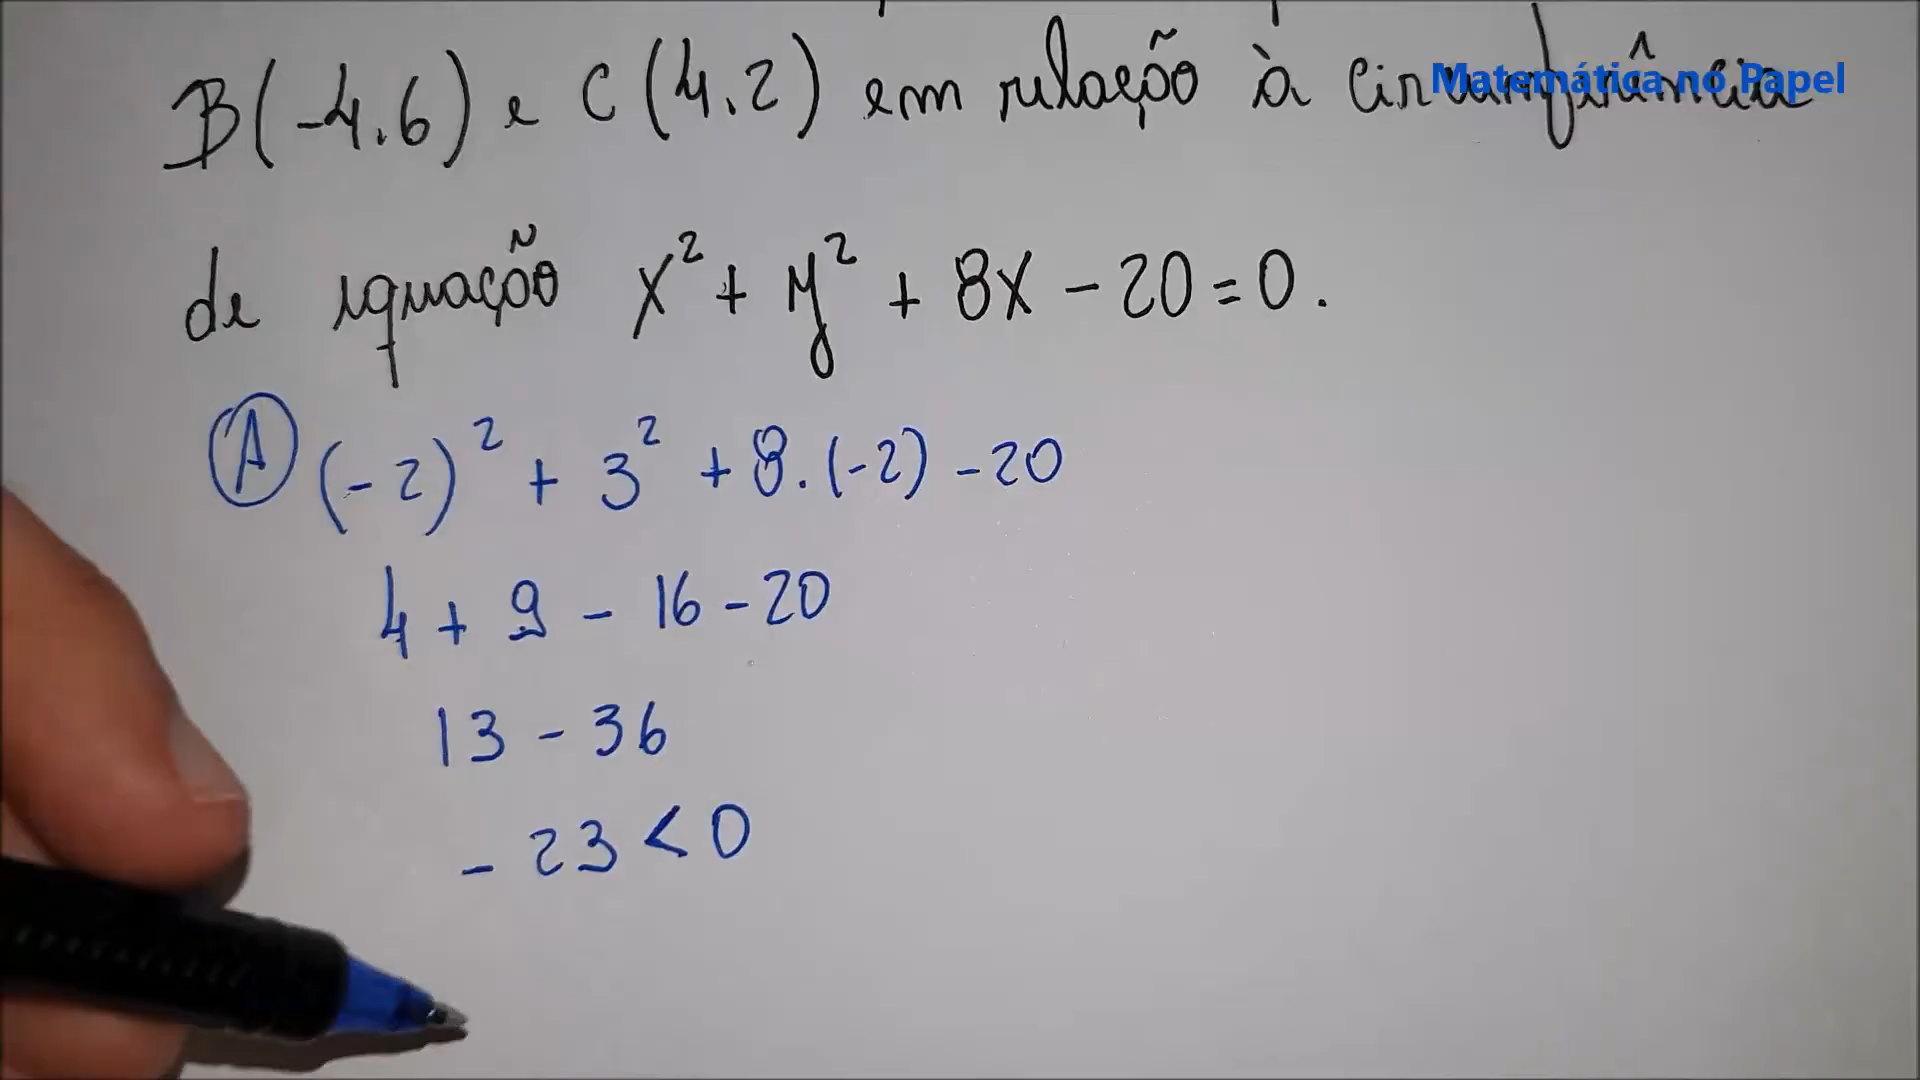 B(-4,6) e C(4,2) em relação à circunferência
Matemática no Papel
de equação x² + y² + 8x - 20 = 0.
A (-2)² + 3² + 8.(-2) - 20
4 + 9 - 16 - 20
13 - 36
- 23 < 0